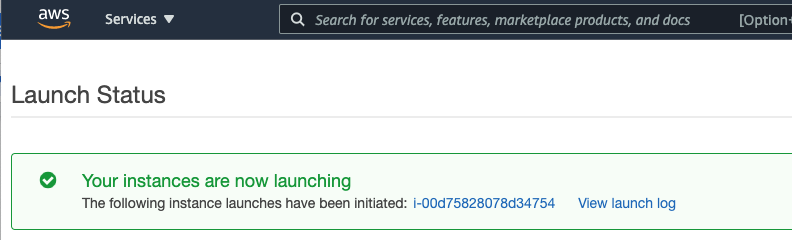 aws Services ▼ Search for services, features, marketplace products, and docs [Option+
Launch Status
Your instances are now launching
The following instance launches have been initiated: i-00d75828078d34754 View launch log